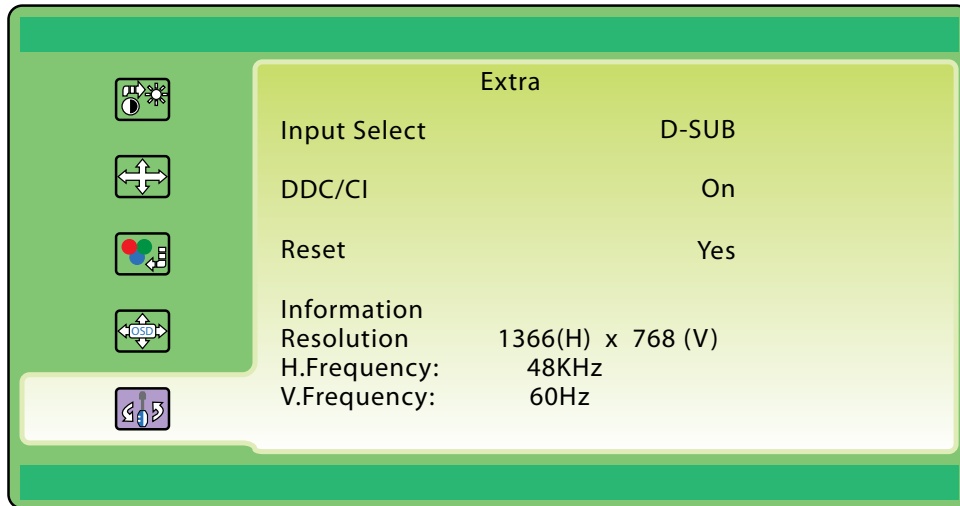 Extra
Input Select D-SUB
DDC/CI On
Reset Yes
Information
Resolution 1366(H) x 768 (V)
H.Frequency: 48KHz
V.Frequency: 60Hz
OSD